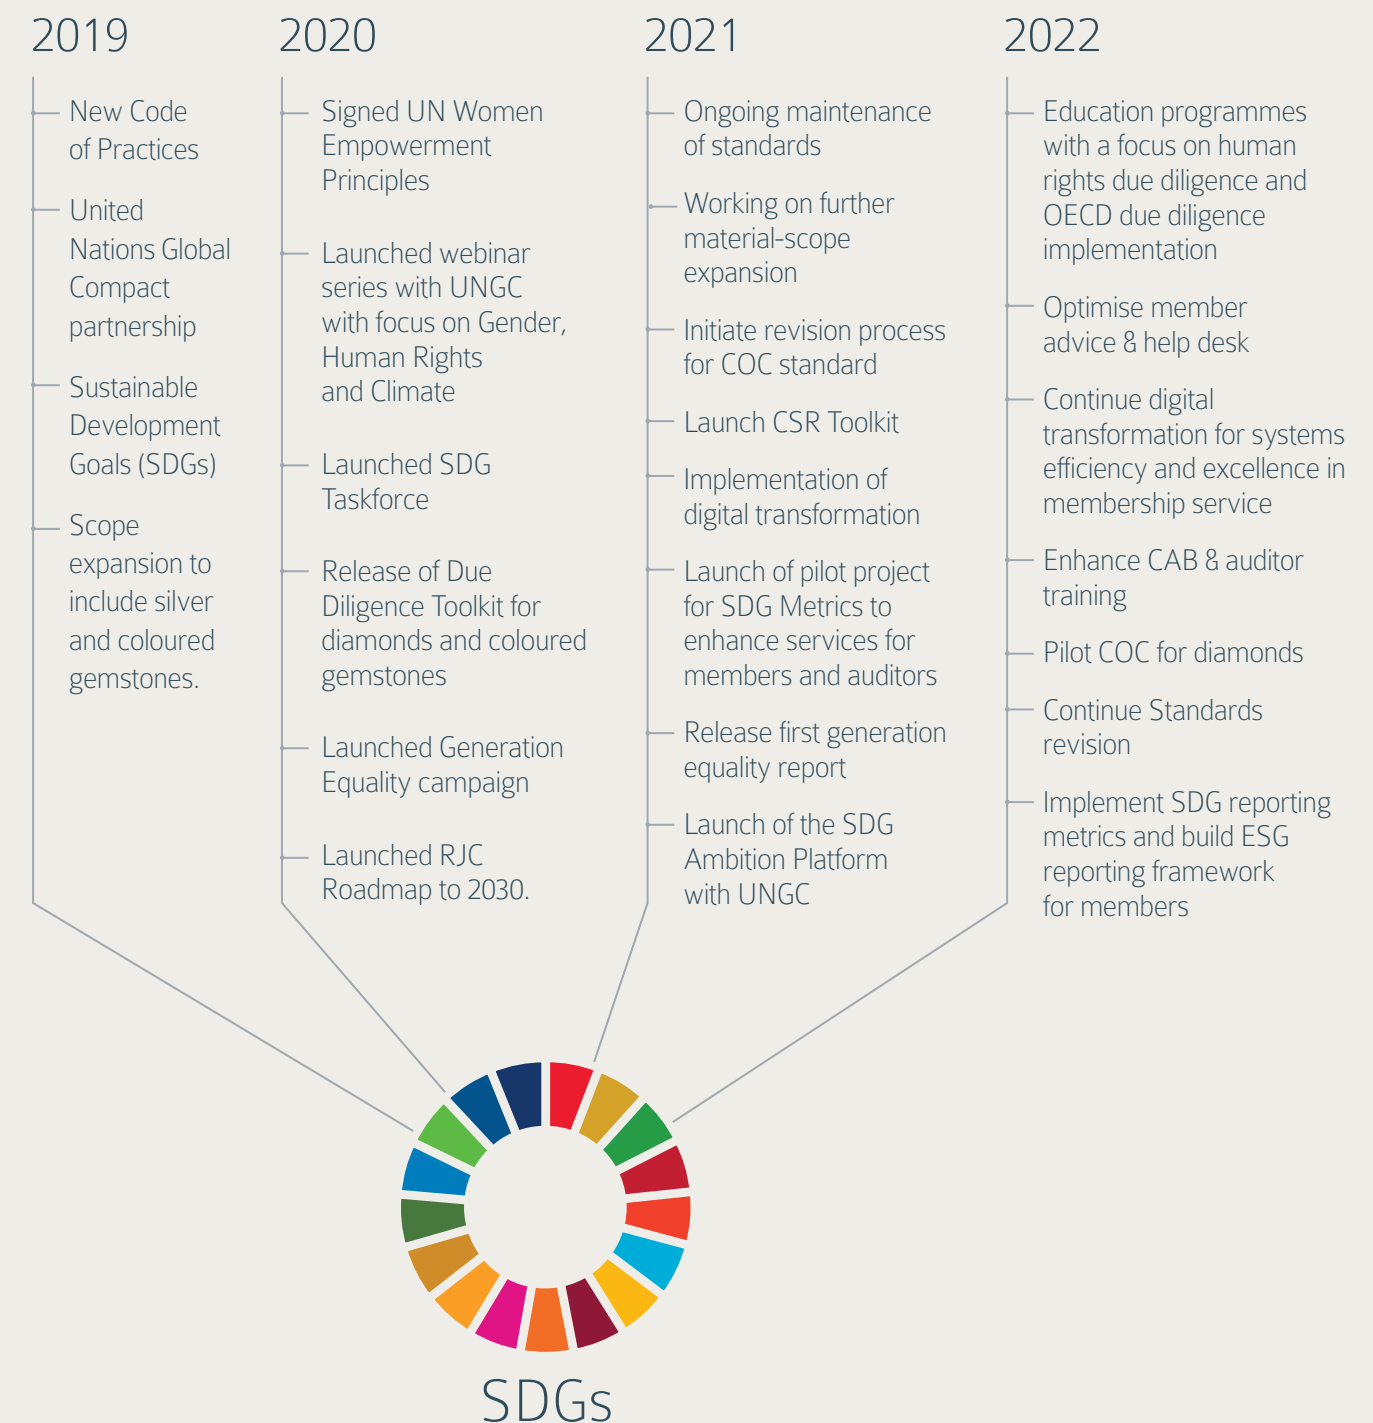 2019
New Code
of Practices
United
Nations Global
Compact
partnership
Sustainable
Development
Goals (SDGs)
Scope
expansion to
include silver
and coloured
gemstones.
2020
Signed UN Women
Empowerment
Principles
Launched webinar
series with UNGC
with focus on Gender,
Human Rights
and Climate
Launched SDG
Taskforce
Release of Due
Diligence Toolkit for
diamonds and coloured
gemstones
Launched Generation
Equality campaign
Launched RJC
Roadmap to 2030.
2021
Ongoing maintenance
of standards
Working on further
material-scope
expansion
Initiate revision process
for COC standard
Launch CSR Toolkit
Implementation of
digital transformation
Launch of pilot project
for SDG Metrics to
enhance services for
members and auditors
Release first generation
equality report
Launch of the SDG
Ambition Platform
with UNGC
2022
Education programmes
with a focus on human
rights due diligence and
OECD due diligence
implementation
Optimise member
advice & help desk
Continue digital
transformation for systems
efficiency and excellence in
membership service
Enhance CAB & auditor
training
Pilot COC for diamonds
Continue Standards
revision
Implement SDG reporting
metrics and build ESG
reporting framework
for members
SDGs